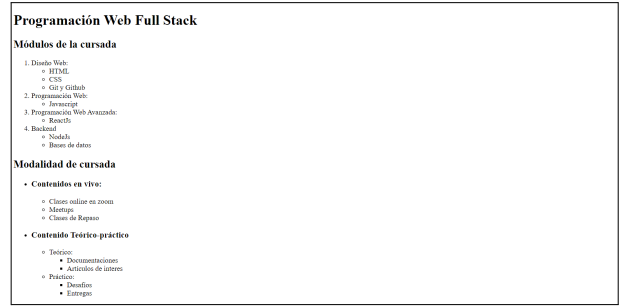 Programación Web Full Stack
Módulos de la cursada
1. Diseño Web:
HTML
CSS
Git y Github
2. Programación Web:
Javascript
3. Programación Web Avanzada:
ReactJs
4. Backend
NodeJs
Bases de datos
Modalidad de cursada
Contenidos en vivo:
Clases online en zoom
Meetups
Clases de Repaso
Contenido Teórico-práctico
Teórico:
Documentaciones
Artículos de interes
Práctico:
Desafíos
Entregas